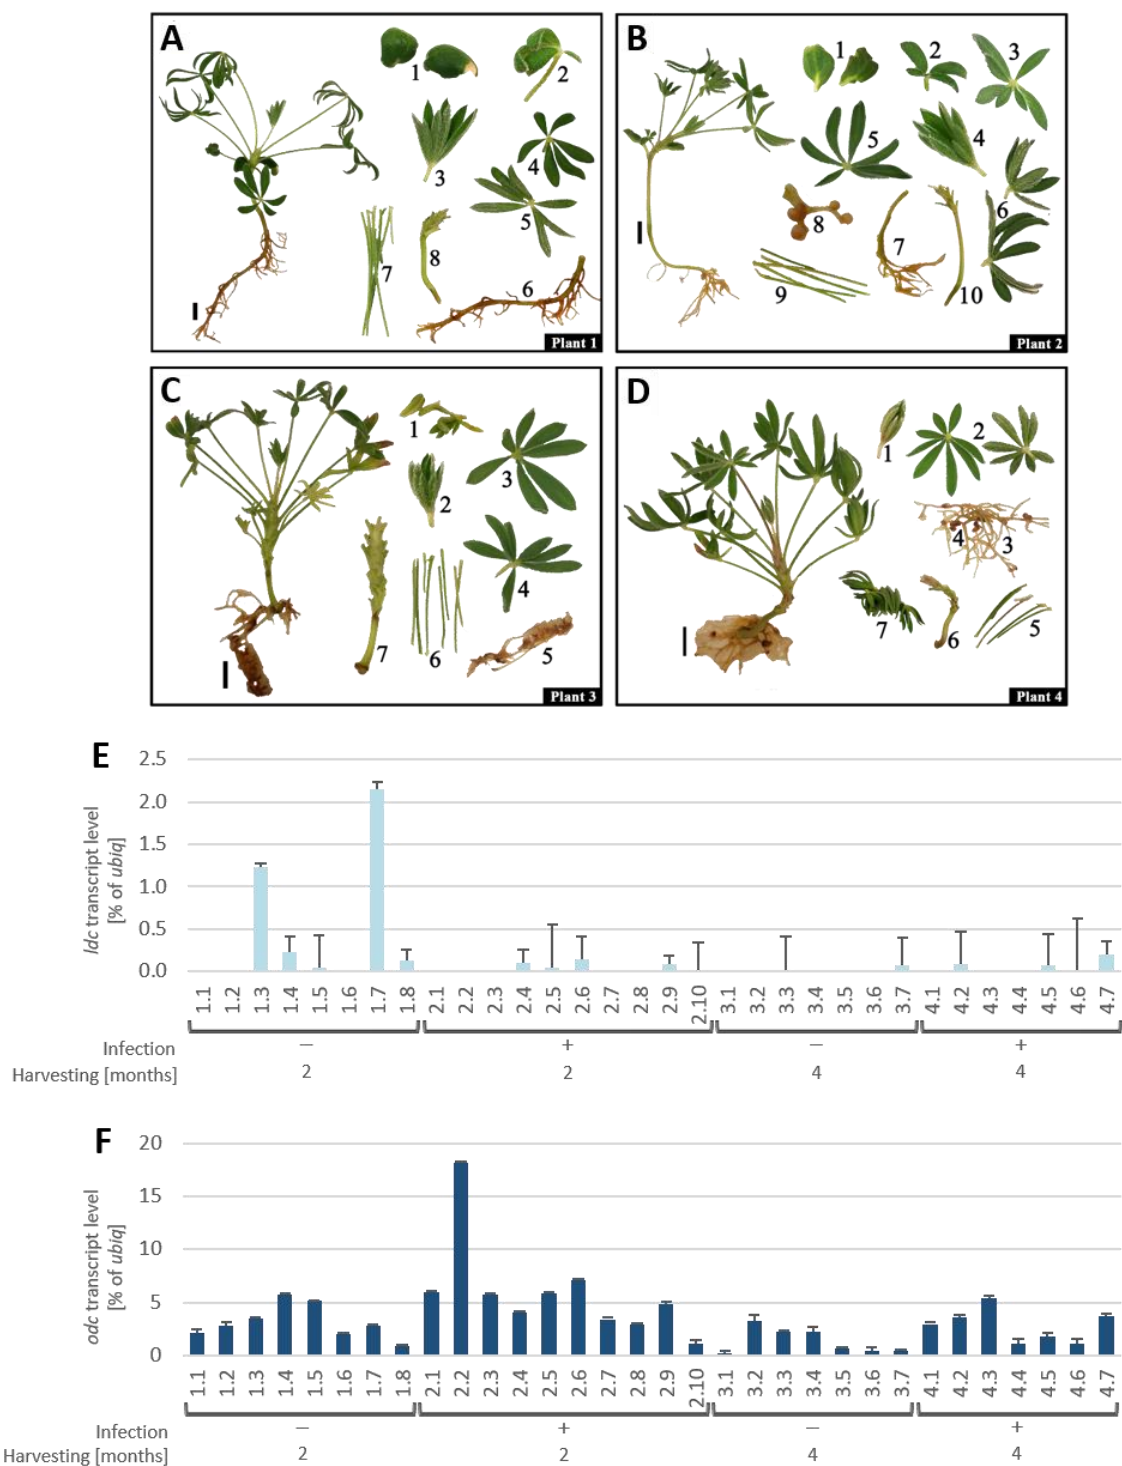 A
1
2
3
4
5
7
8
6
Plant 1
B
1
2
3
5
4
6
8
7
9
10
Plant 2
C
1
3
2
4
7
6
5
Plant 3
D
1
2
4
3
7
6
5
Plant 4
E
ldc transcript level
[% of ubiq]
2.5
2.0
1.5
1.0
0.5
0.0
1.1 1.2 1.3 1.4 1.5 1.6 1.7 1.8 2.1 2.2 2.3 2.4 2.5 2.6 2.7 2.8 2.9 2.10 3.1 3.2 3.3 3.4 3.5 3.6 3.7 4.1 4.2 4.3 4.4 4.5 4.6 4.7
Infection – + – +
Harvesting [months] 2 2 4 4
F
odc transcript level
[% of ubiq]
20
15
10
5
0
1.1 1.2 1.3 1.4 1.5 1.6 1.7 1.8 2.1 2.2 2.3 2.4 2.5 2.6 2.7 2.8 2.9 2.10 3.1 3.2 3.3 3.4 3.5 3.6 3.7 4.1 4.2 4.3 4.4 4.5 4.6 4.7
Infection – + – +
Harvesting [months] 2 2 4 4